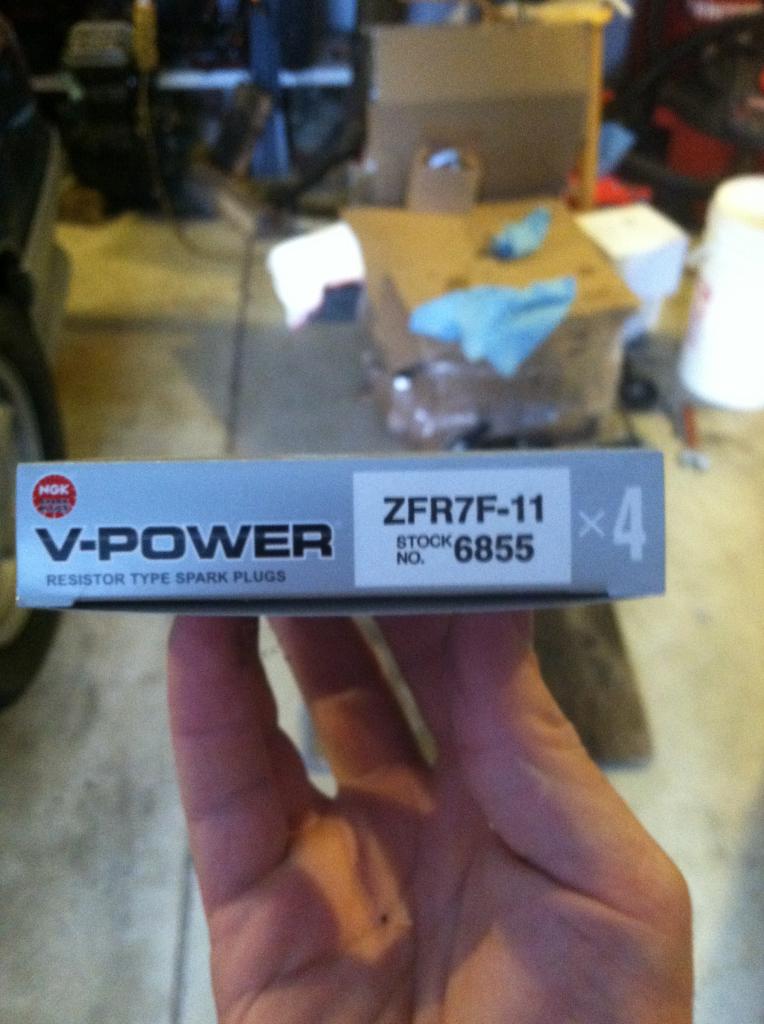 NGK
V-POWER
RESISTOR TYPE SPARK PLUGS
ZFR7F-11
STOCK NO. 6855
×4